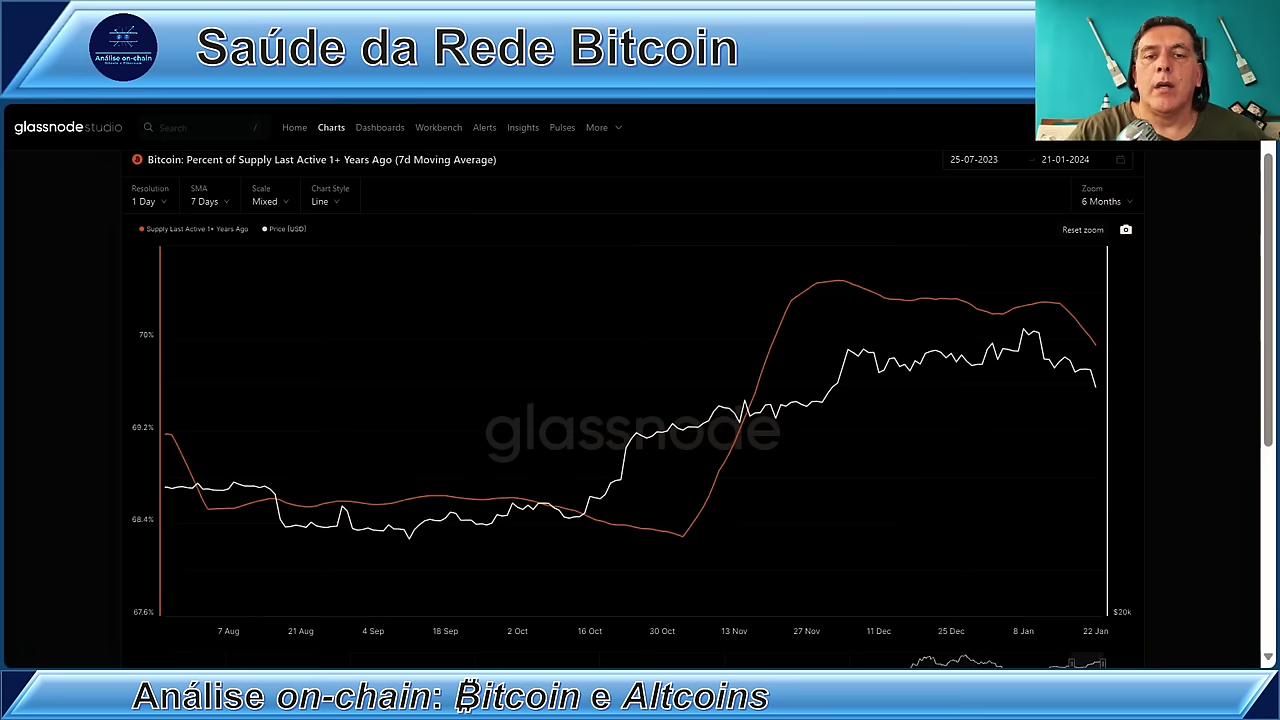 Saúde da Rede Bitcoin
Análise on-chain
glassnode studio
Search /
Home Charts Dashboards Workbench Alerts Insights Pulses More
Bitcoin: Percent of Supply Last Active 1+ Years Ago (7d Moving Average)
25-07-2023 → 21-01-2024
Resolution SMA Scale Chart Style Zoom
1 Day 7 Days Mixed Line 6 Months
Supply Last Active 1+ Years Ago Price (USD)
Reset zoom
70%
69.2%
68.4%
67.6%
$20k
glassnode
7 Aug 21 Aug 4 Sep 18 Sep 2 Oct 16 Oct 30 Oct 13 Nov 27 Nov 11 Dec 25 Dec 8 Jan 22 Jan
Análise on-chain: ₿itcoin e Altcoins